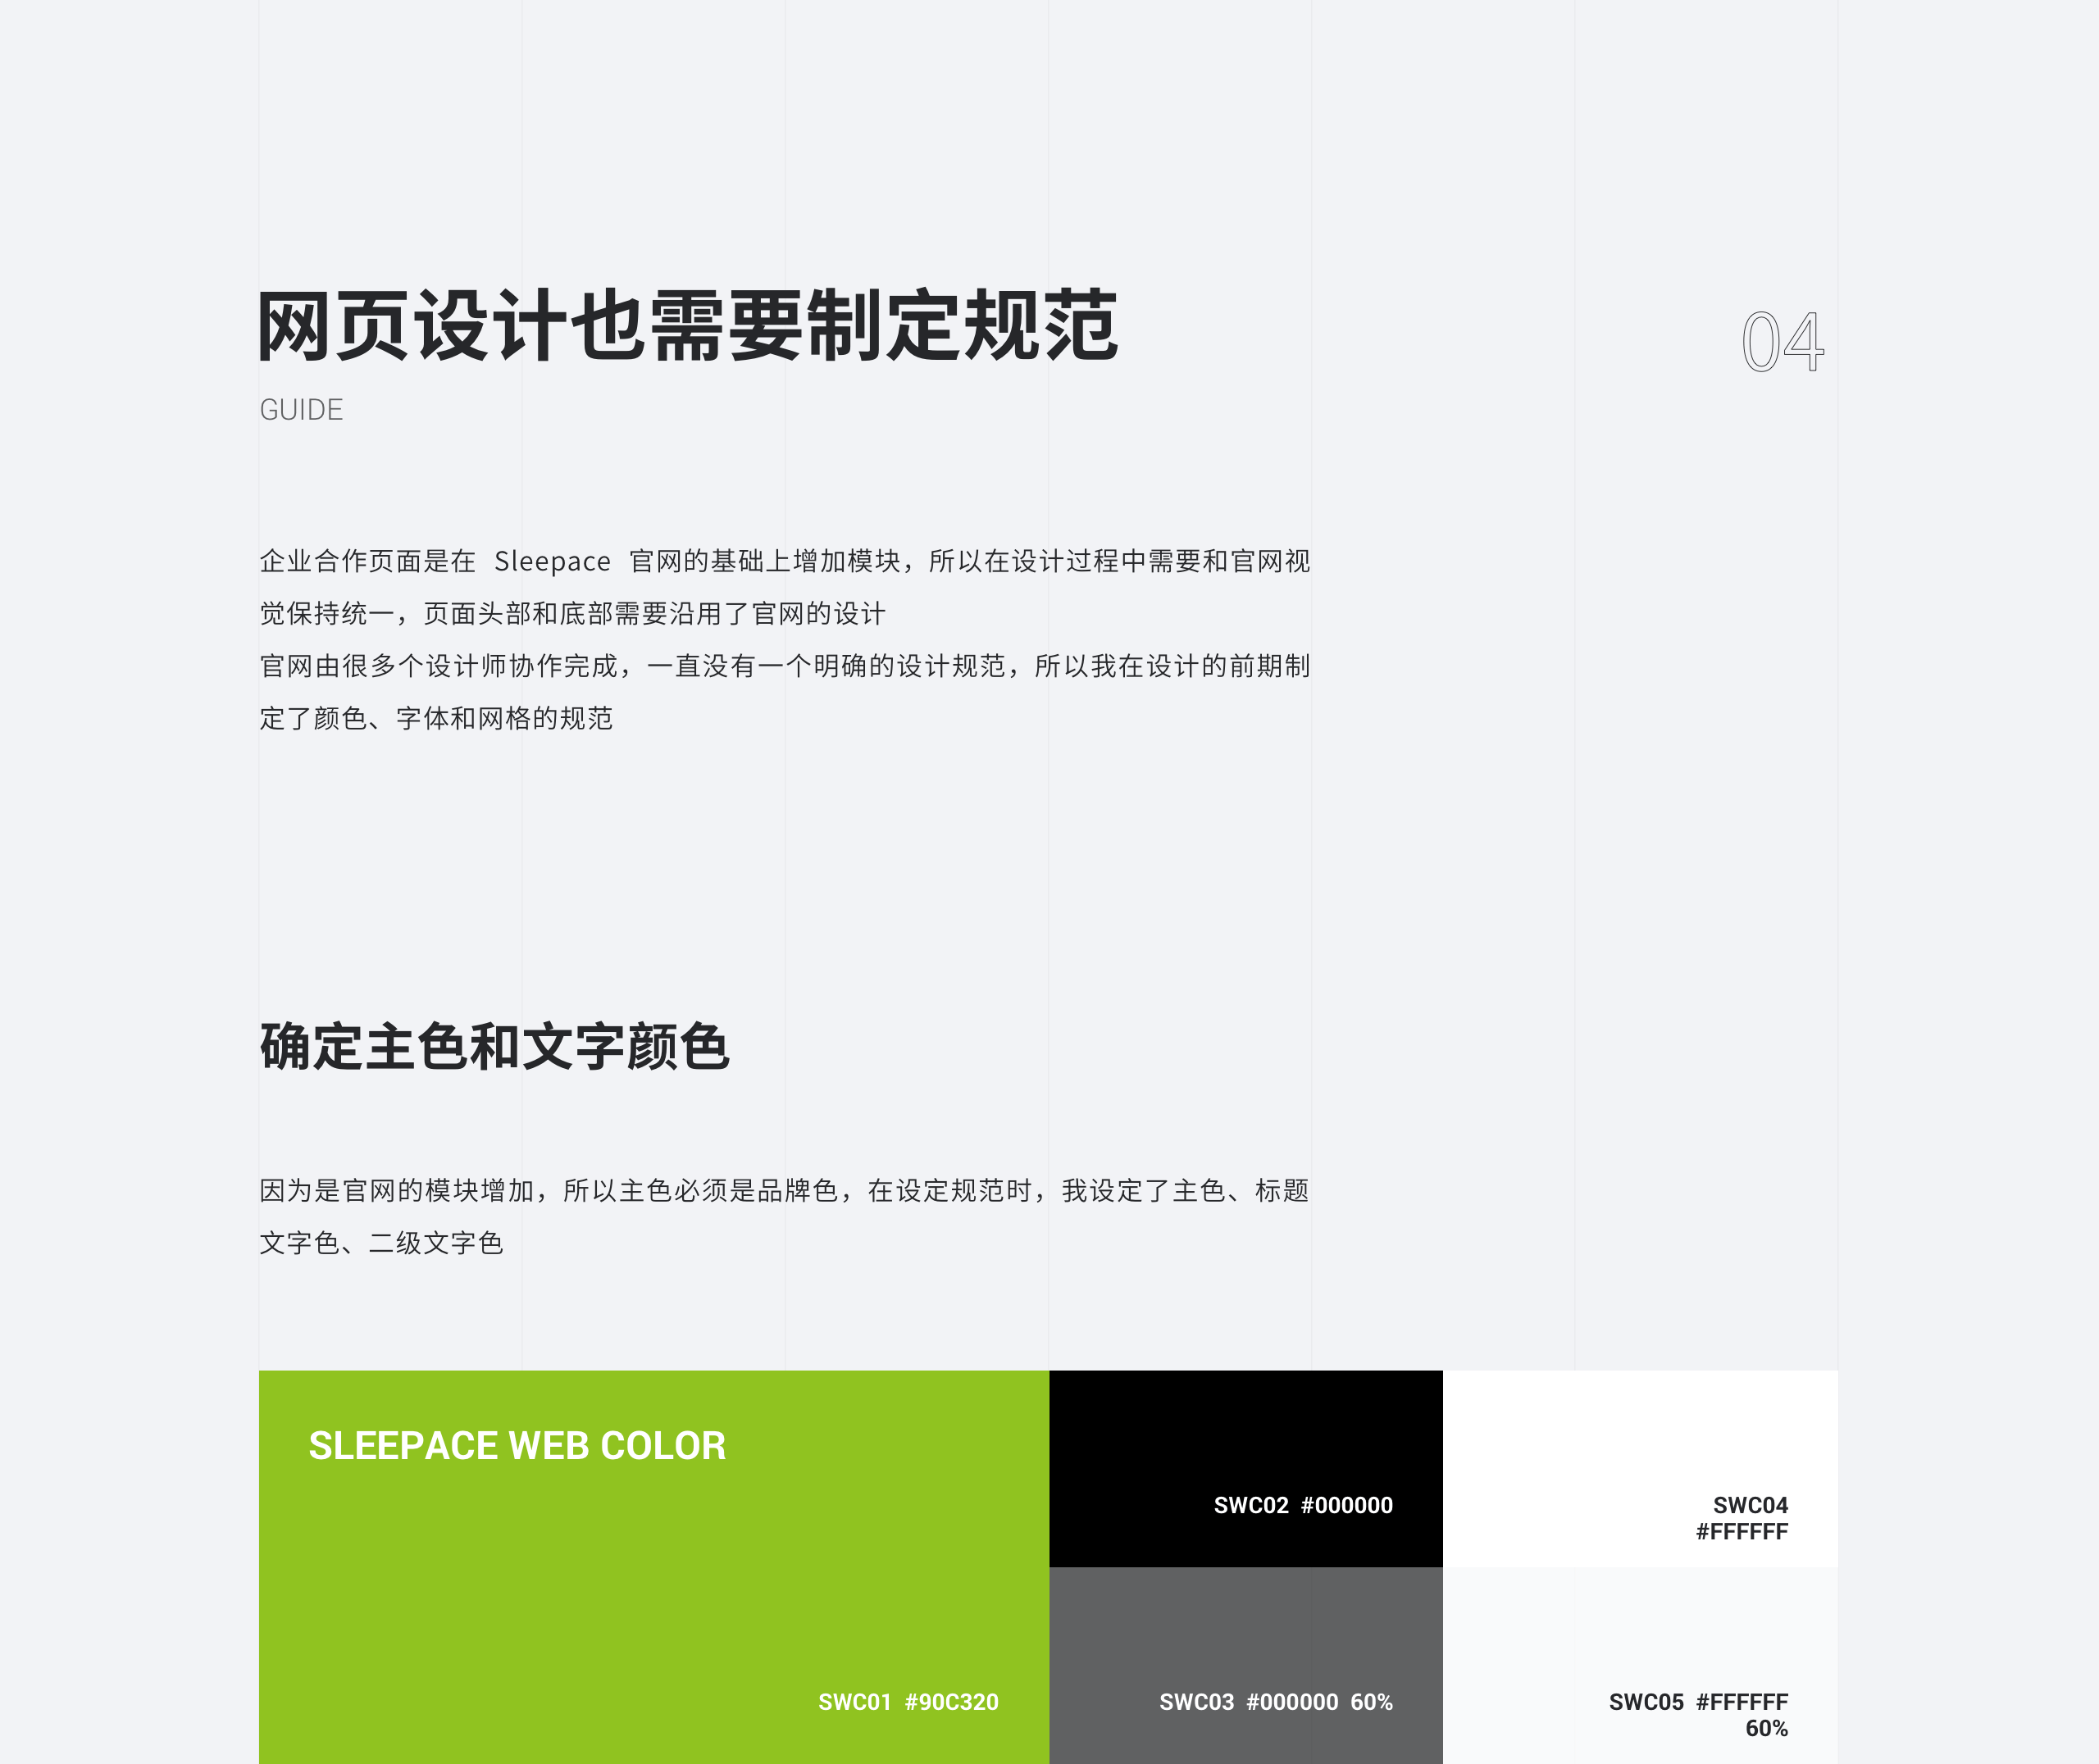 网页设计也需要制定规范
04
GUIDE
企业合作页面是在 Sleepace 官网的基础上增加模块，所以在设计过程中需要和官网视
觉保持统一，页面头部和底部需要沿用了官网的设计
官网由很多个设计师协作完成，一直没有一个明确的设计规范，所以我在设计的前期制
定了颜色、字体和网格的规范
确定主色和文字颜色
因为是官网的模块增加，所以主色必须是品牌色，在设定规范时，我设定了主色、标题
文字色、二级文字色
SLEEPACE WEB COLOR
SWC01 #90C320
SWC02 #000000
SWC03 #000000 60%
SWC04
#FFFFFF
SWC05 #FFFFFF
60%